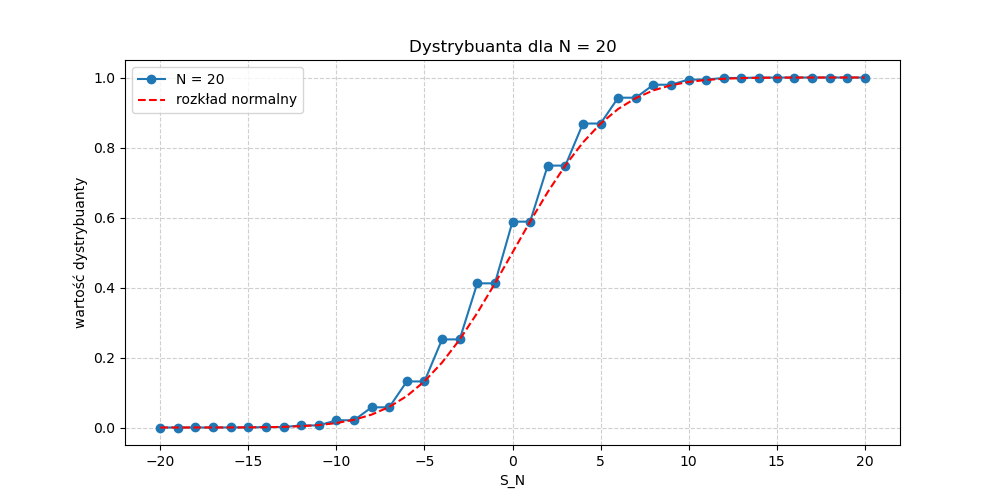 Dystrybuanta dla N = 20
N = 20
rozkład normalny
1.0
0.8
0.6
0.4
0.2
0.0
wartość dystrybuanty
−20 −15 −10 −5 0 5 10 15 20
S_N